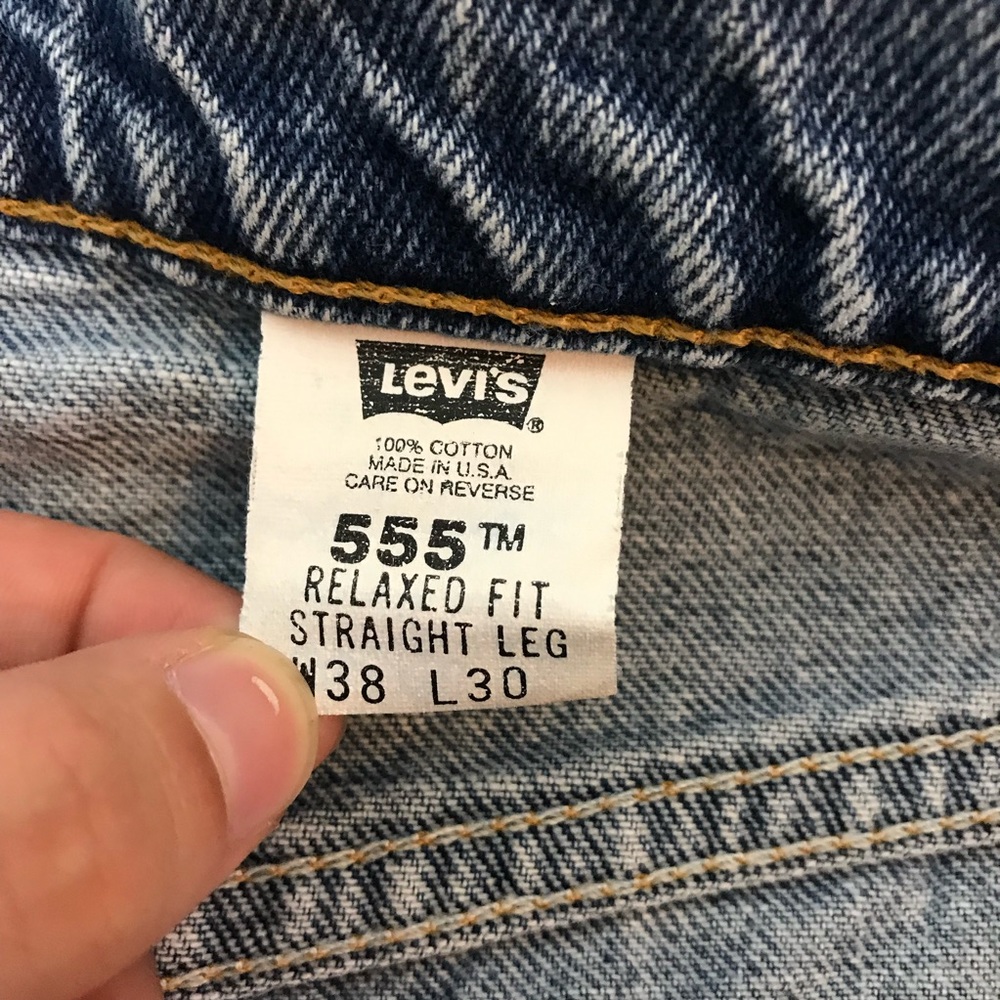 Levi's®
100% COTTON
MADE IN U.S.A.
CARE ON REVERSE
555™
RELAXED FIT
STRAIGHT LEG
W38 L30